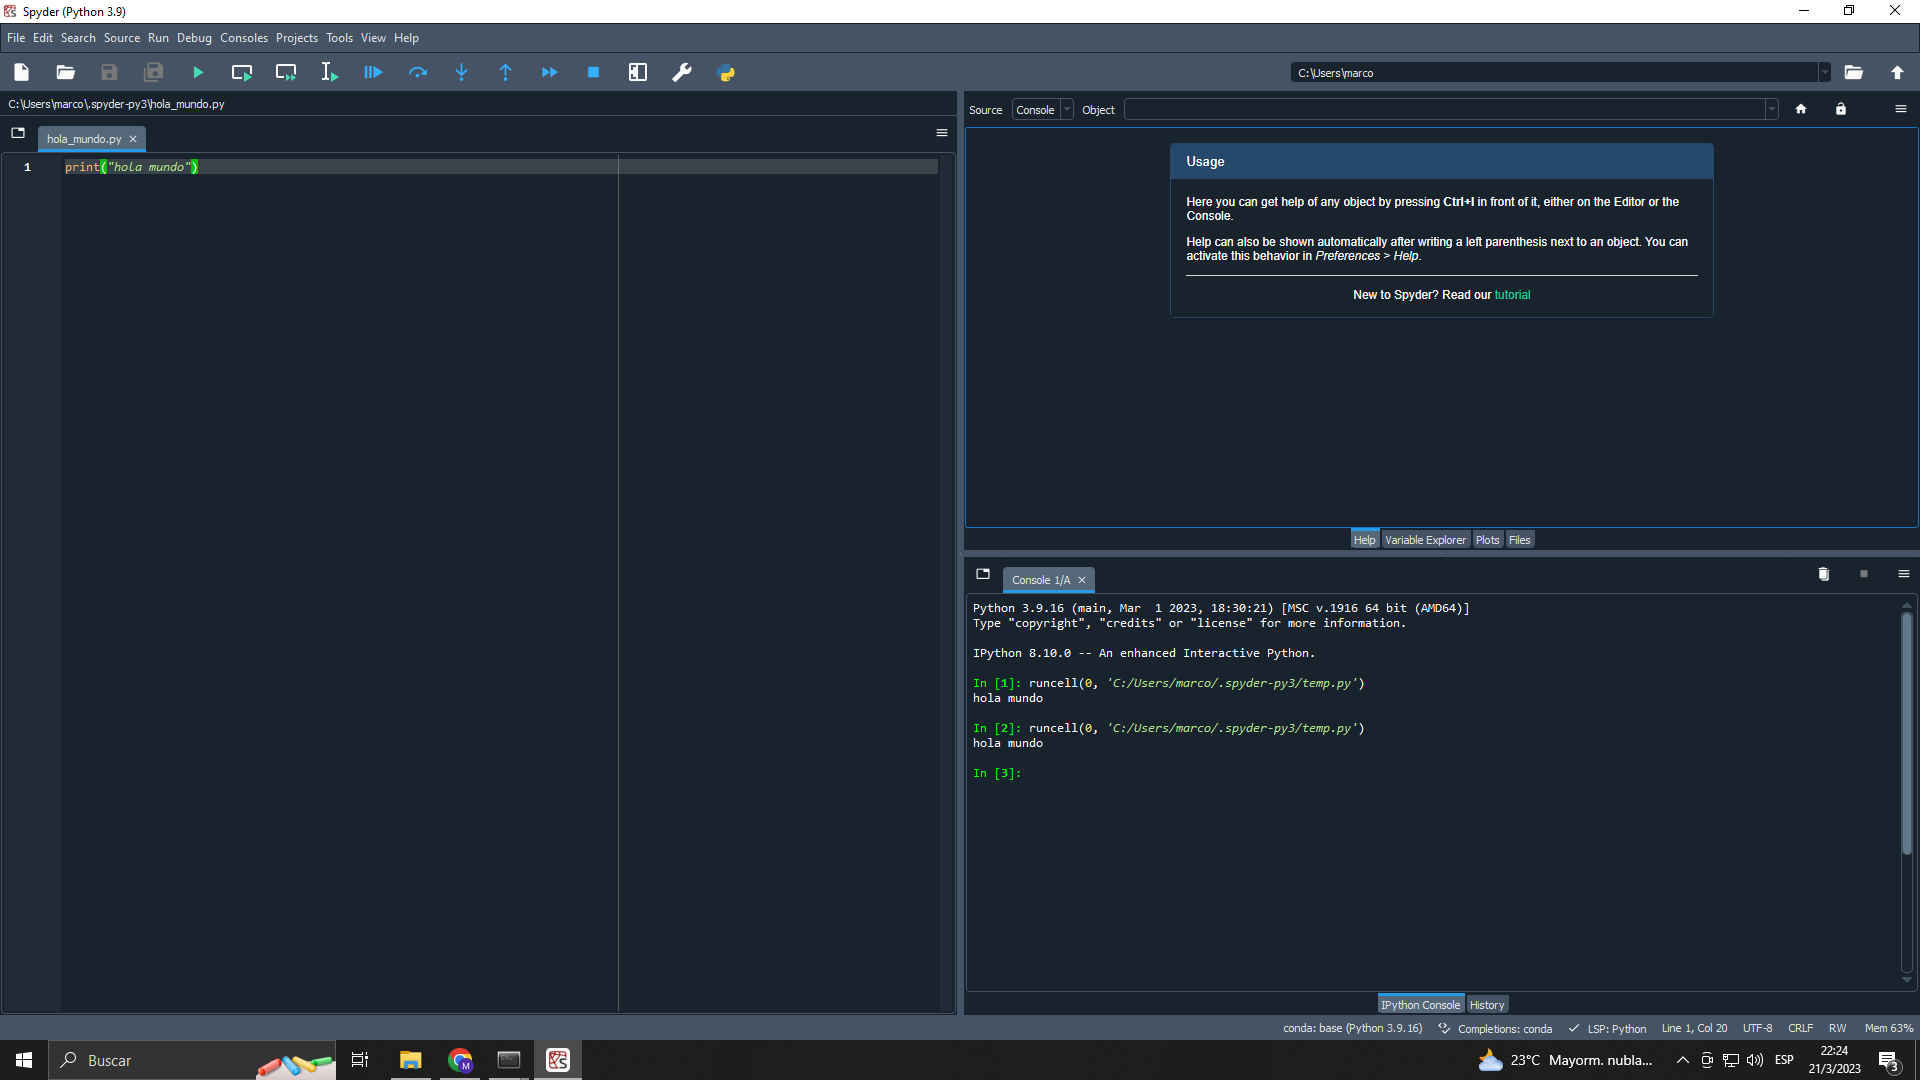 Spyder (Python 3.9)
File Edit Search Source Run Debug Consoles Projects Tools View Help
C:\Users\marco
C:\Users\marco\.spyder-py3\hola_mundo.py
hola_mundo.py
1 print("hola mundo")
Source Console Object
Usage
Here you can get help of any object by pressing Ctrl+I in front of it, either on the Editor or the
Console.
Help can also be shown automatically after writing a left parenthesis next to an object. You can
activate this behavior in Preferences > Help.
New to Spyder? Read our tutorial
Help Variable Explorer Plots Files
Console 1/A
Python 3.9.16 (main, Mar  1 2023, 18:30:21) [MSC v.1916 64 bit (AMD64)]
Type "copyright", "credits" or "license" for more information.
IPython 8.10.0 -- An enhanced Interactive Python.
In [1]: runcell(0, 'C:/Users/marco/.spyder-py3/temp.py')
hola mundo
In [2]: runcell(0, 'C:/Users/marco/.spyder-py3/temp.py')
hola mundo
In [3]:
IPython Console History
conda: base (Python 3.9.16) Completions: conda LSP: Python Line 1, Col 20 UTF-8 CRLF RW Mem 63%
Buscar
M
23°C Mayorm. nubla...
ESP
22:24
21/3/2023
3